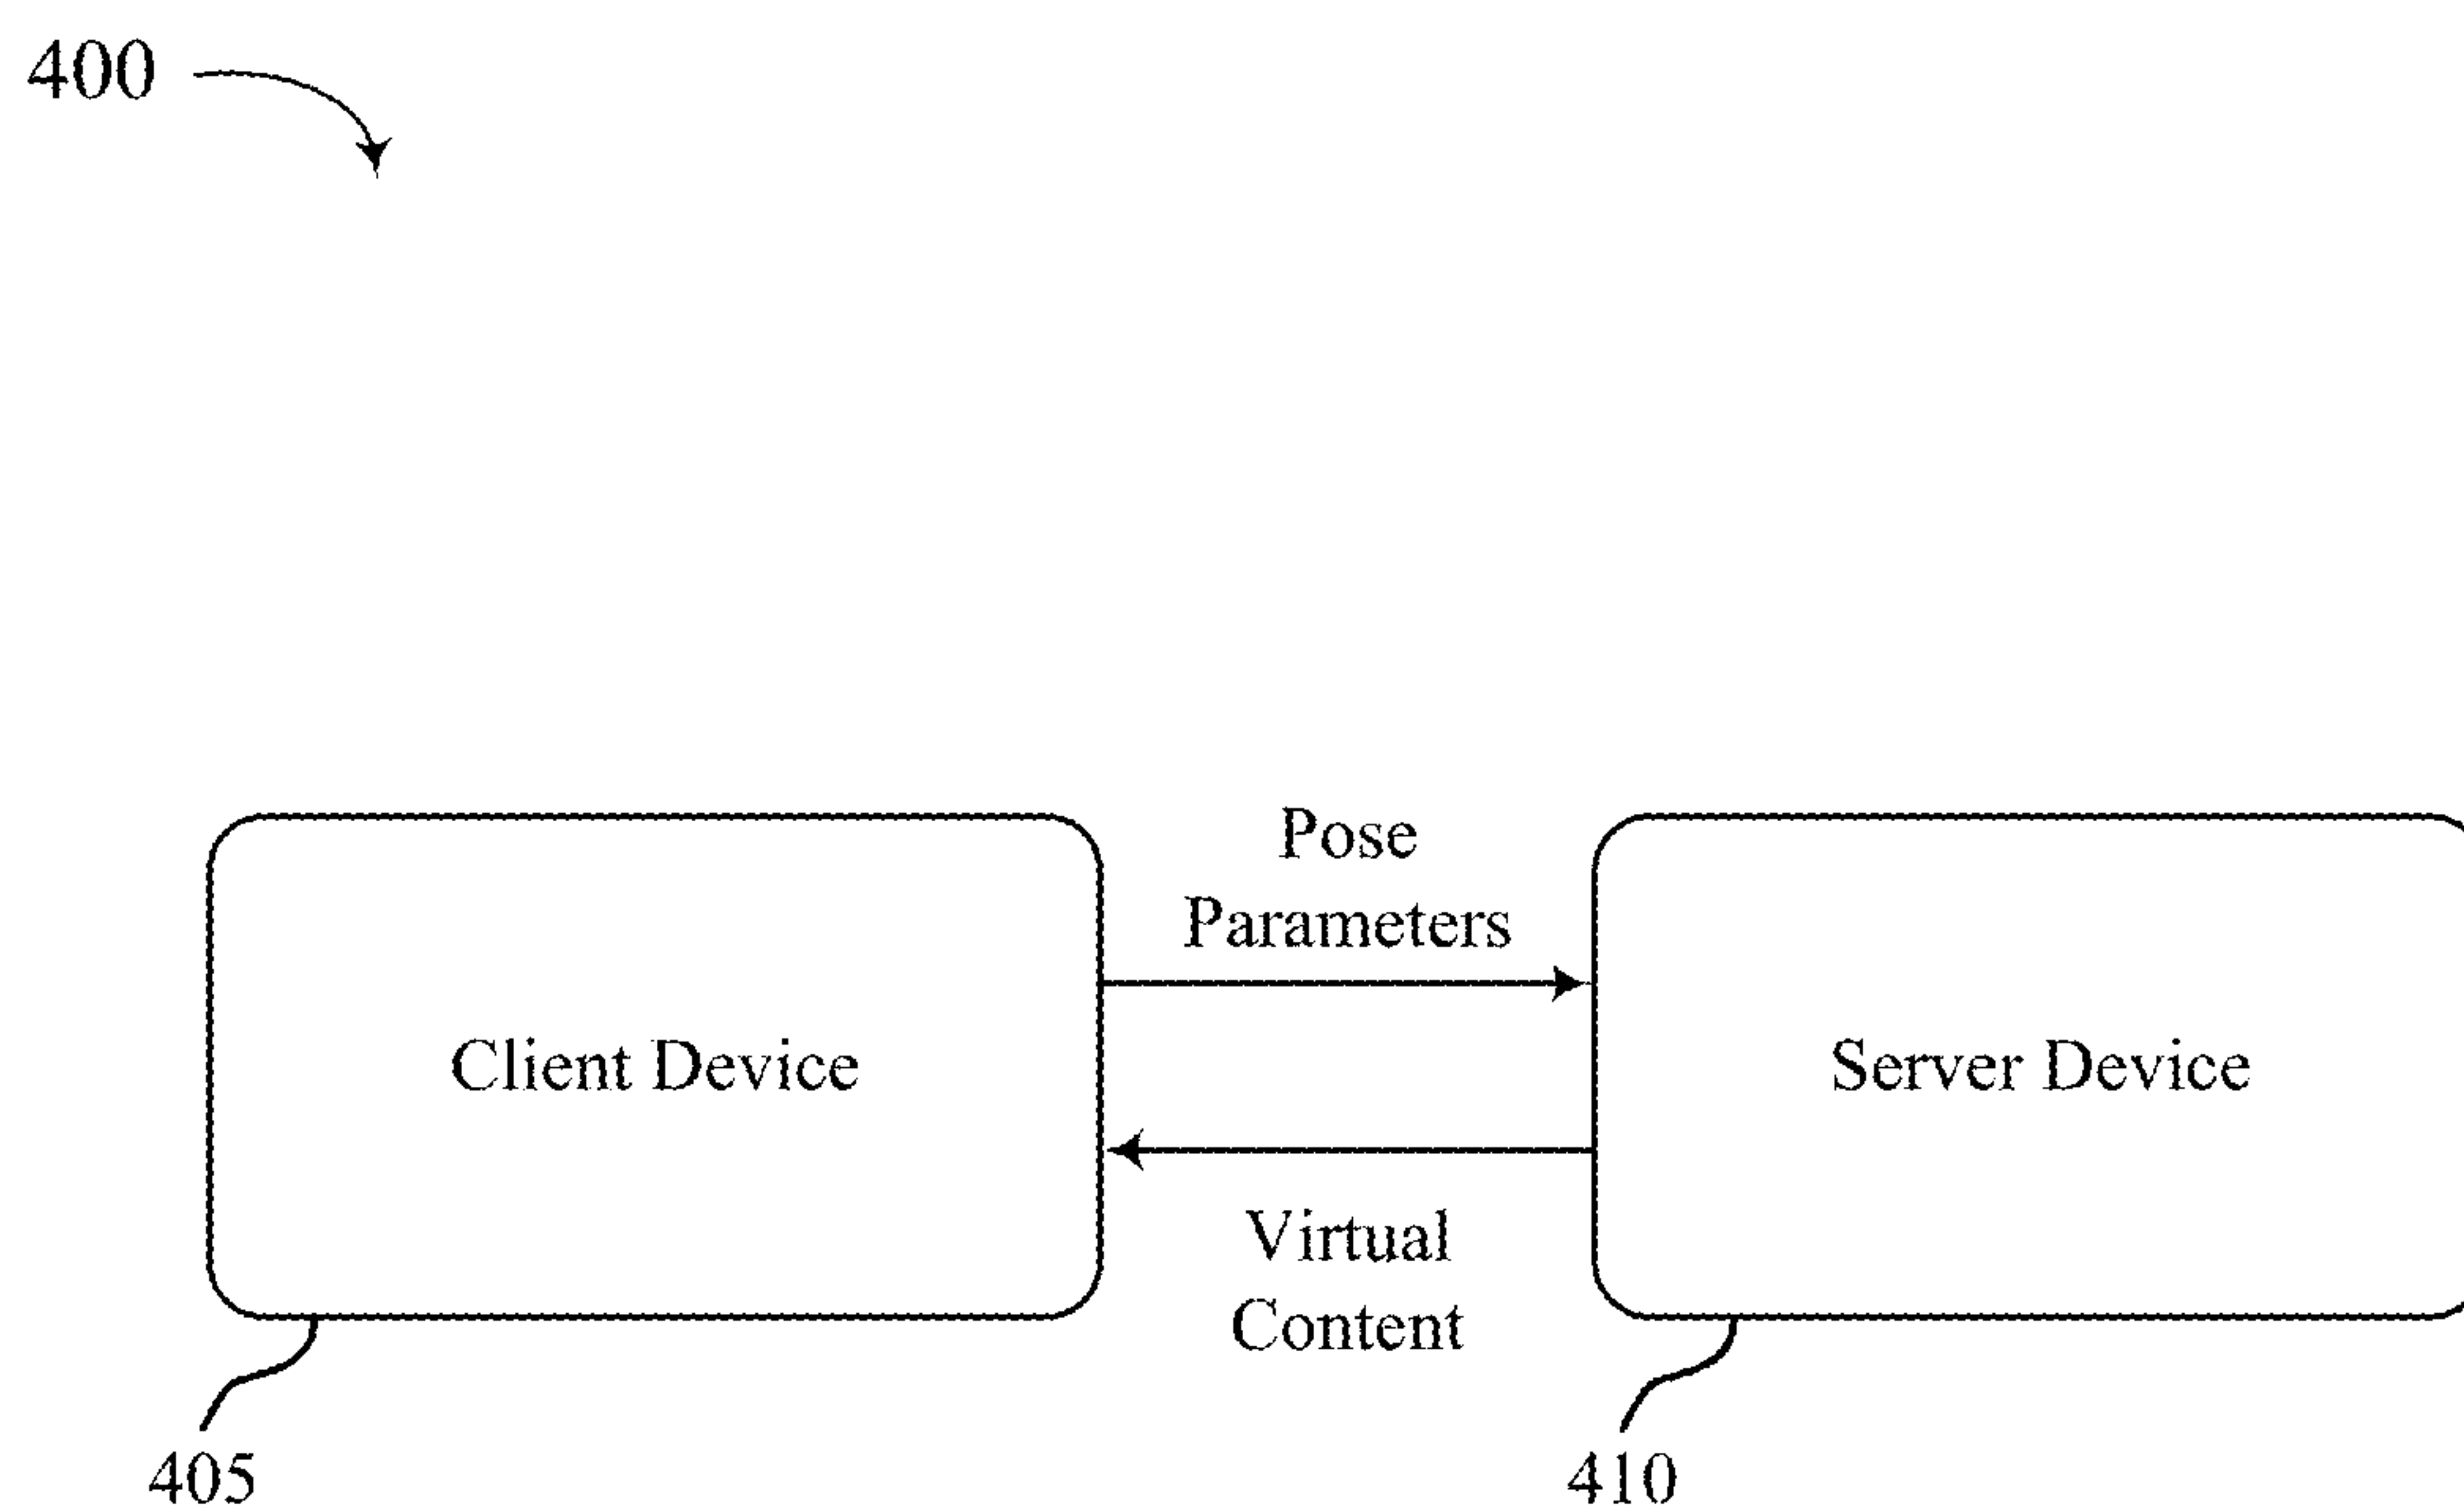 400
Pose
Parameters
Client Device
Server Device
Virtual
Content
405
410